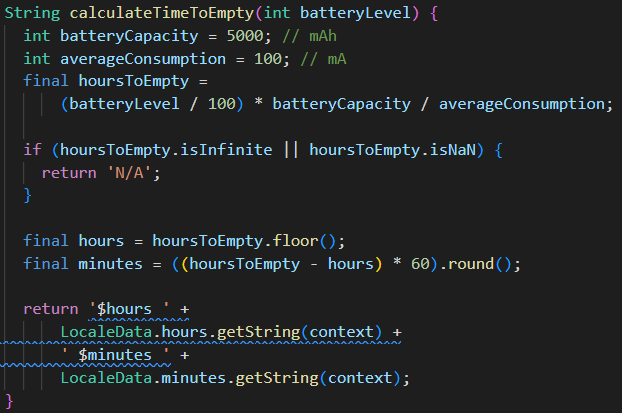 String calculateTimeToEmpty(int batteryLevel) {
int batteryCapacity = 5000; // mAh
int averageConsumption = 100; // mA
final hoursToEmpty =
(batteryLevel / 100) * batteryCapacity / averageConsumption;
if (hoursToEmpty.isInfinite || hoursToEmpty.isNaN) {
return 'N/A';
}
final hours = hoursToEmpty.floor();
final minutes = ((hoursToEmpty - hours) * 60).round();
return '$hours ' +
LocaleData.hours.getString(context) +
' $minutes ' +
LocaleData.minutes.getString(context);
}